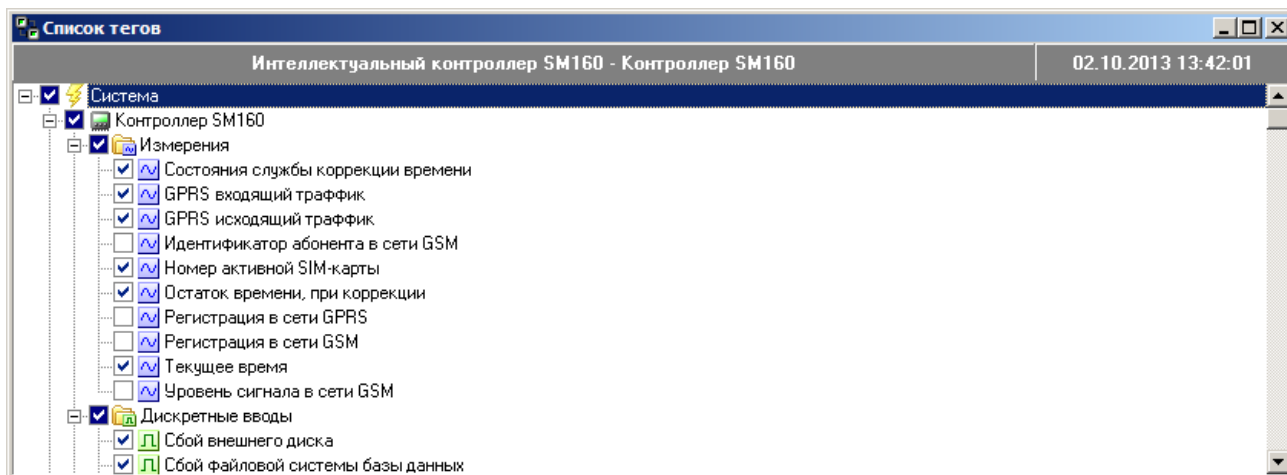 Список тегов
Интеллектуальный контроллер SM160 - Контроллер SM160 02.10.2013 13:42:01
Система
Контроллер SM160
Измерения
Состояния службы коррекции времени
GPRS входящий траффик
GPRS исходящий траффик
Идентификатор абонента в сети GSM
Номер активной SIM-карты
Остаток времени, при коррекции
Регистрация в сети GPRS
Регистрация в сети GSM
Текущее время
Уровень сигнала в сети GSM
Дискретные вводы
Сбой внешнего диска
Сбой файловой системы базы данных